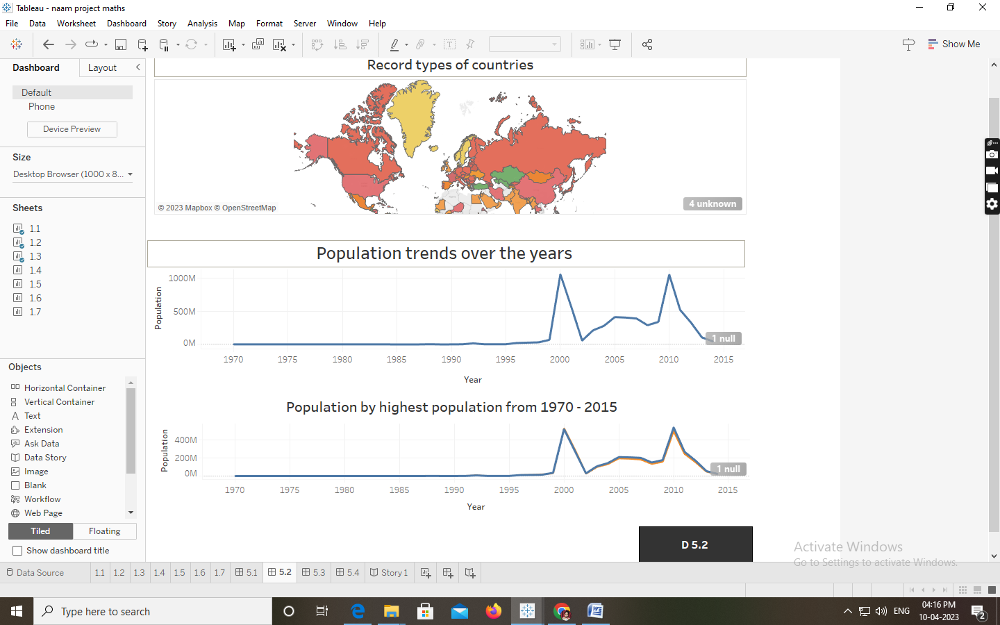 Tableau - naam project maths
File Data Worksheet Dashboard Story Analysis Map Format Server Window Help
Show Me
Dashboard Layout
Default
Phone
Device Preview
Size
Desktop Browser (1000 x 8...
Sheets
1.1
1.2
1.3
1.4
1.5
1.6
1.7
Objects
Horizontal Container
Vertical Container
Text
Extension
Ask Data
Data Story
Image
Blank
Workflow
Web Page
Tiled Floating
Show dashboard title
Record types of countries
© 2023 Mapbox © OpenStreetMap
4 unknown
Population trends over the years
Population
1000M
500M
0M
1 null
1970 1975 1980 1985 1990 1995 2000 2005 2010 2015
Year
Population by highest population from 1970 - 2015
Population
400M
200M
0M
1 null
1970 1975 1980 1985 1990 1995 2000 2005 2010 2015
Year
D 5.2
Activate Windows
Go to Settings to activate Windows.
Data Source 1.1 1.2 1.3 1.4 1.5 1.6 1.7 5.1 5.2 5.3 5.4 Story 1
Type here to search
ENG
04:16 PM
10-04-2023
2